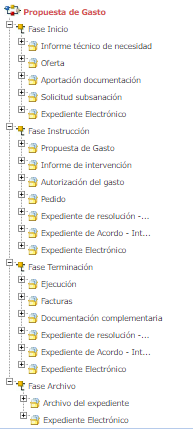 Propuesta de Gasto
Fase Inicio
Informe técnico de necesidad
Oferta
Aportación documentación
Solicitud subsanación
Expediente Electrónico
Fase Instrucción
Propuesta de Gasto
Informe de intervención
Autorización del gasto
Pedido
Expediente de resolución -...
Expediente de Acordo - Int...
Expediente Electrónico
Fase Terminación
Ejecución
Facturas
Documentación complementaria
Expediente de resolución -...
Expediente de Acordo - Int...
Expediente Electrónico
Fase Archivo
Archivo del expediente
Expediente Electrónico